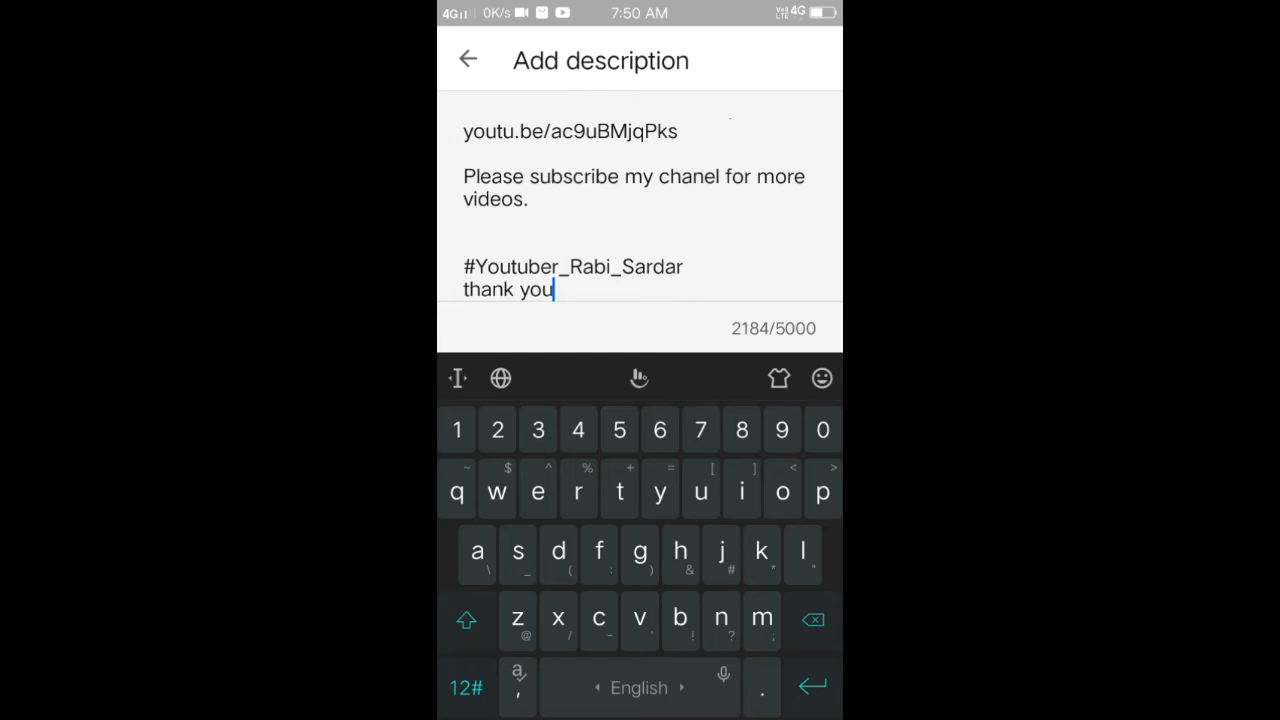 4G 0K/s 7:50 AM VoLTE 4G
Add description
youtu.be/ac9uBMjqPks
Please subscribe my chanel for more
videos.
#Youtuber_Rabi_Sardar
thank you
2184/5000
1 2 3 4 5 6 7 8 9 0
~ $ ^ % + = [ ] < >
q w e r t y u i o p
a s d f g h j k l
\ _ ( : ) & # * "
z x c v b n m
@ / - ' ! ? ;
12# a , English .